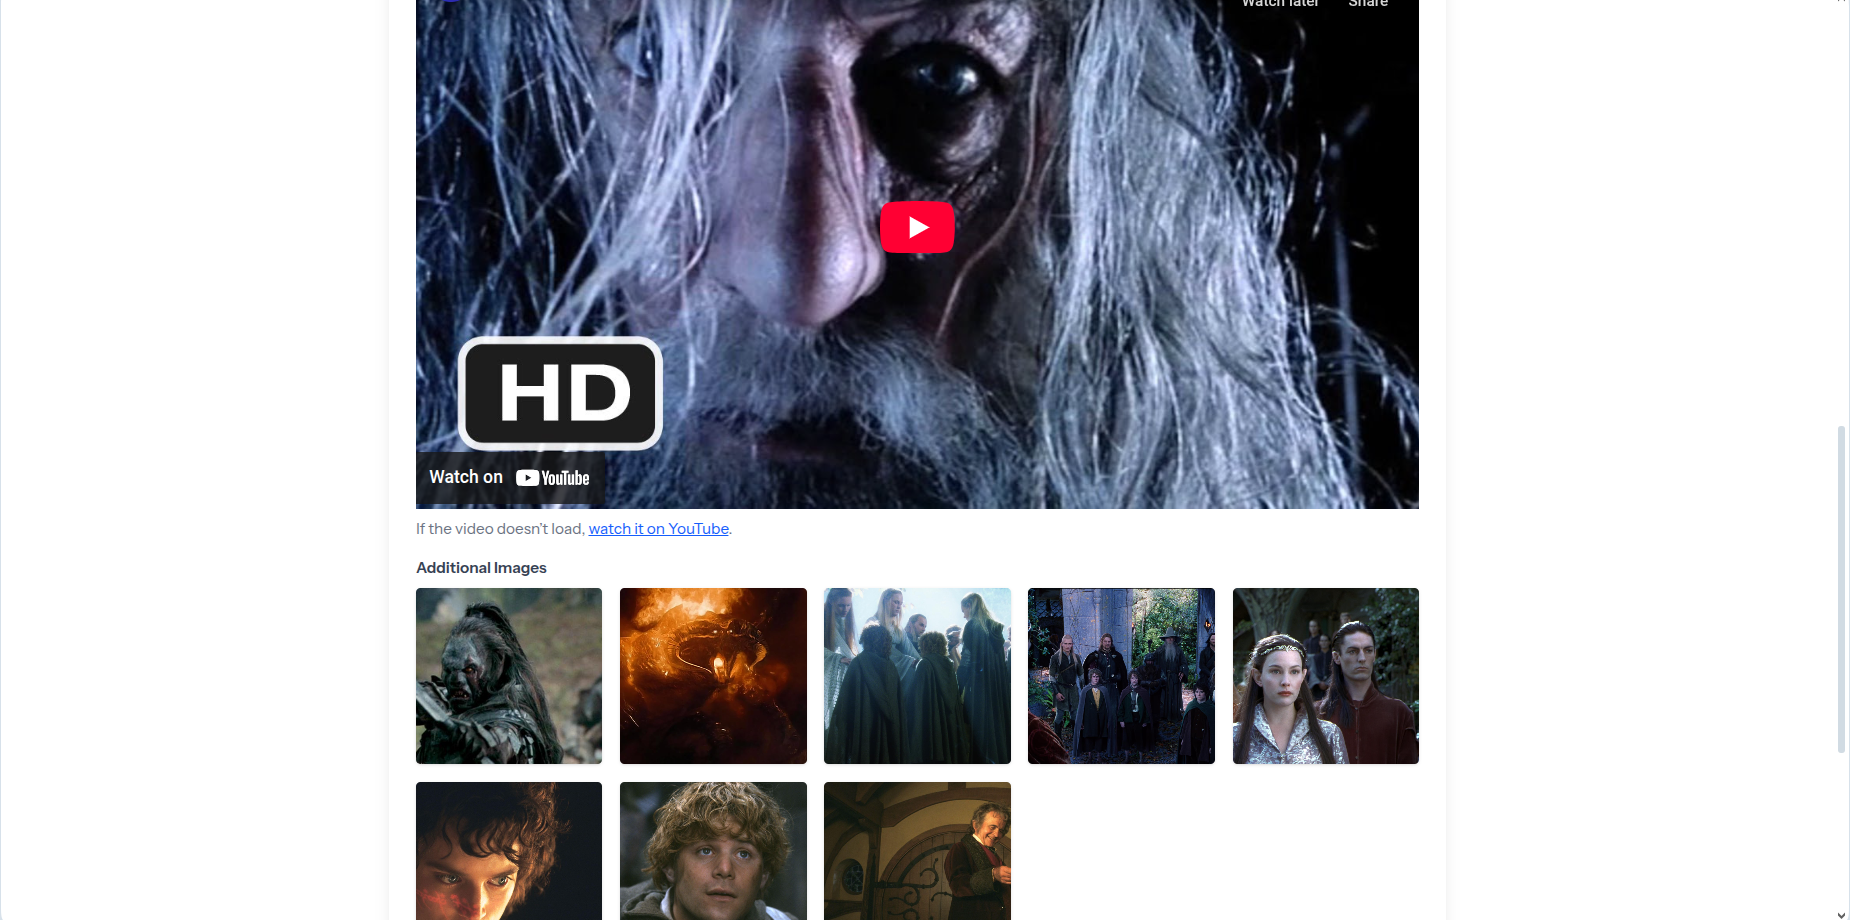 Watch later Share
HD
Watch on YouTube
If the video doesn't load, watch it on YouTube.
Additional Images